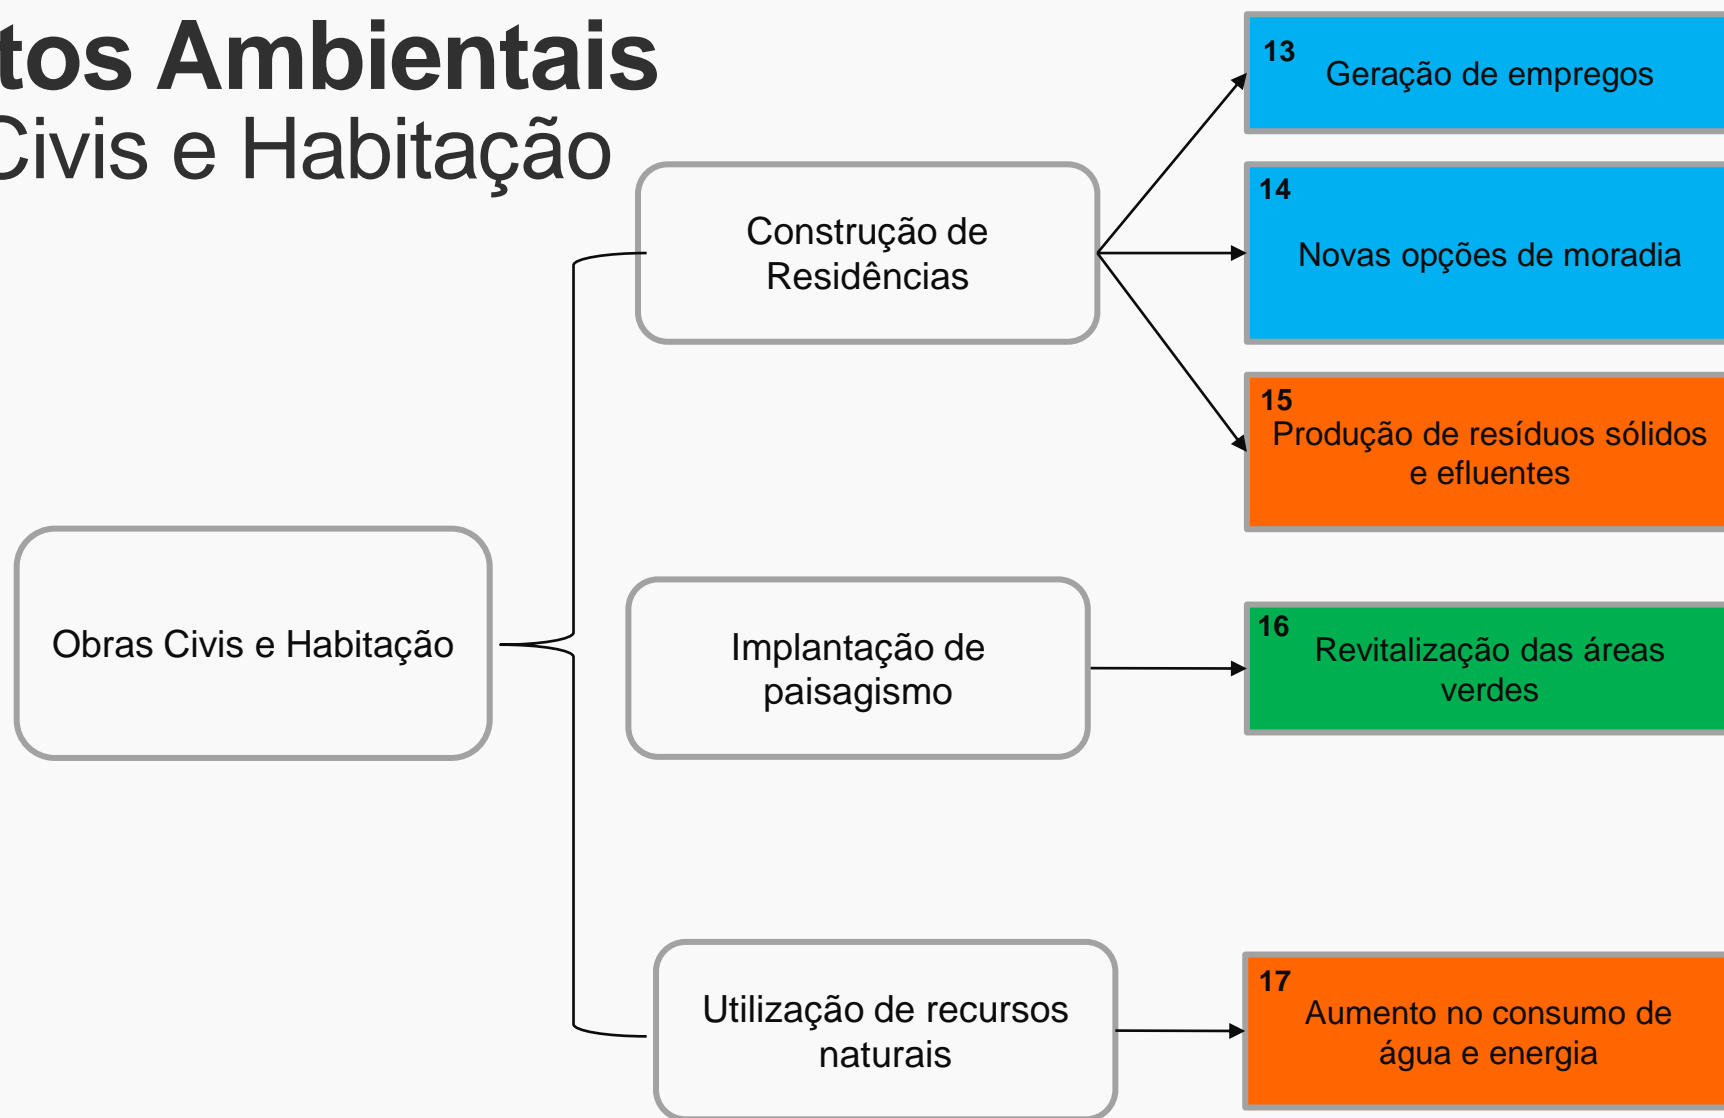 tos Ambientais
Civis e Habitação
13
Geração de empregos
14
Novas opções de moradia
Construção de
Residências
15
Produção de resíduos sólidos
e efluentes
Obras Civis e Habitação
Implantação de
paisagismo
16
Revitalização das áreas
verdes
Utilização de recursos
naturais
17
Aumento no consumo de
água e energia